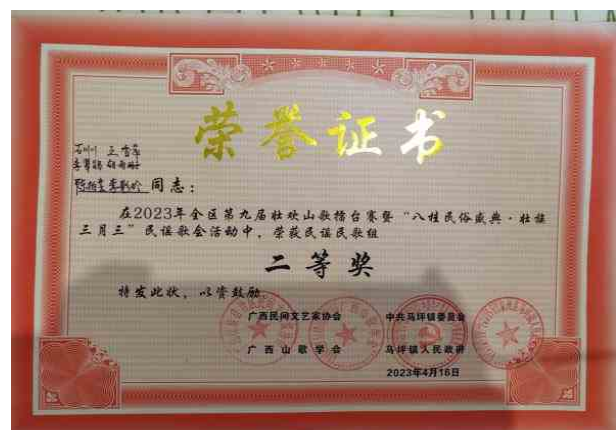 荣誉证书
同志：
在2023年全区第九届壮欢山歌擂台赛暨“八桂民俗盛典·壮族
三月三”民谣歌会活动中，荣获民谣民歌组
二等奖
特发此状，以资鼓励。
广西民间文艺家协会 中共马坪镇委员会
广西山歌学会 马坪镇人民政府
2023年4月16日